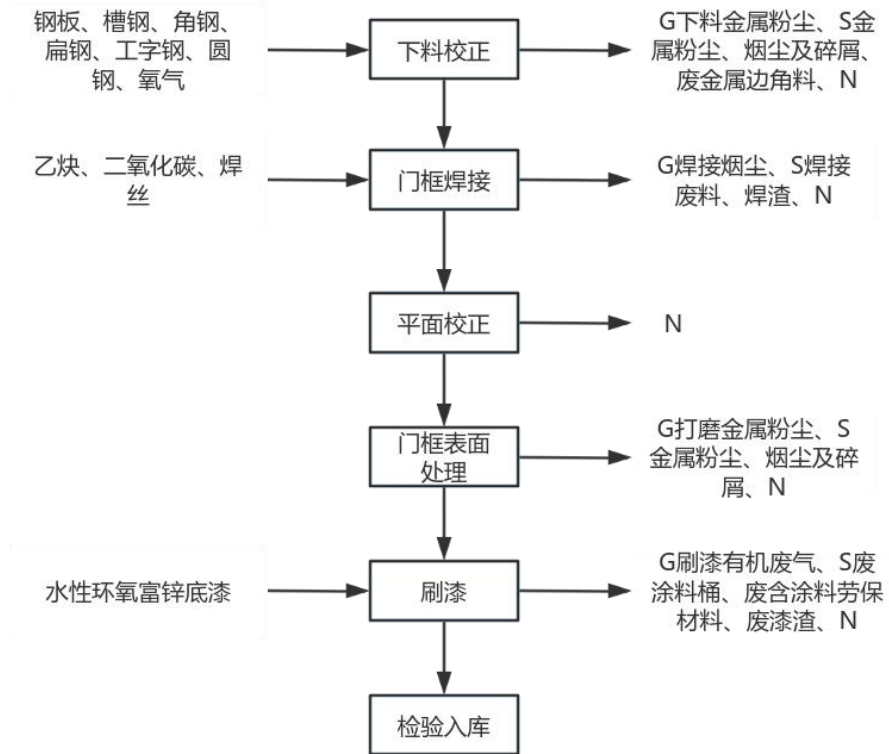 钢板、槽钢、角钢、
扁钢、工字钢、圆
钢、氧气
下料校正
G下料金属粉尘、S金
属粉尘、烟尘及碎屑、
废金属边角料、N
乙炔、二氧化碳、焊
丝
门框焊接
G焊接烟尘、S焊接
废料、焊渣、N
平面校正
N
门框表面
处理
G打磨金属粉尘、S
金属粉尘、烟尘及碎
屑、N
水性环氧富锌底漆
刷漆
G刷漆有机废气、S废
涂料桶、废含涂料劳保
材料、废漆渣、N
检验入库